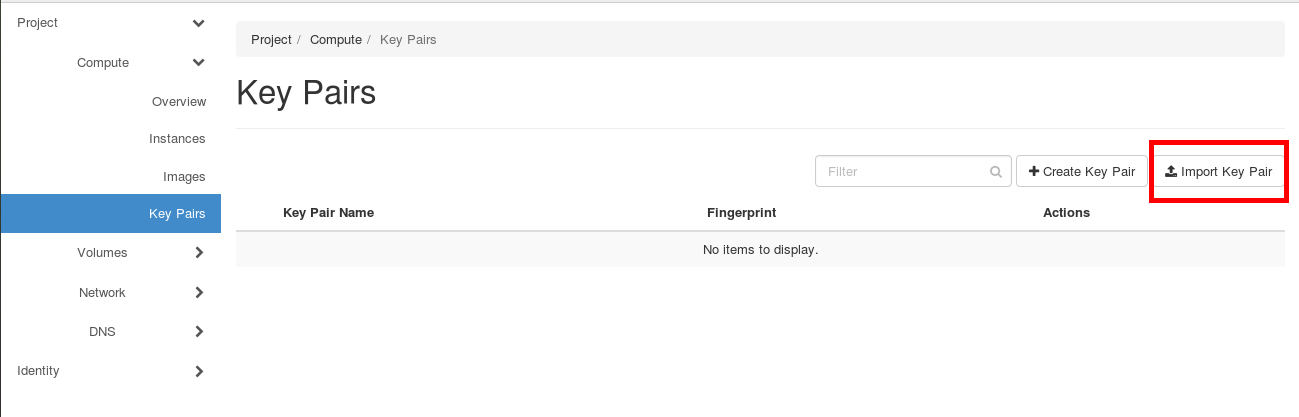 Project
Compute
Overview
Instances
Images
Key Pairs
Volumes
Network
DNS
Identity
Project / Compute / Key Pairs
Key Pairs
Filter Create Key Pair Import Key Pair
Key Pair Name Fingerprint Actions
No items to display.